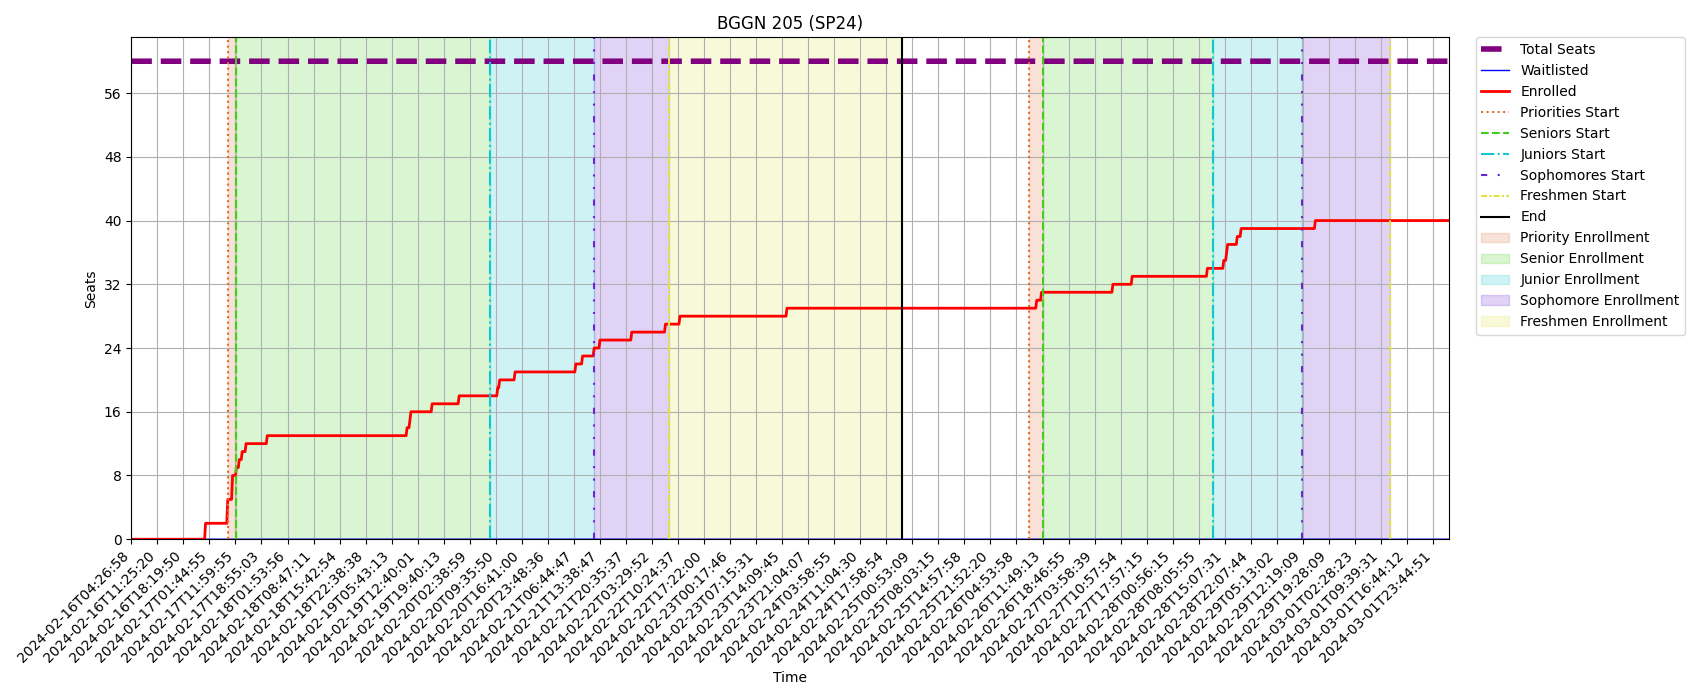 BGGN 205 (SP24)
Seats
56
48
40
32
24
16
8
0
2024-02-16T04:26:58
2024-02-16T11:25:20
2024-02-16T18:19:50
2024-02-17T01:44:55
2024-02-17T11:59:55
2024-02-17T18:55:03
2024-02-18T01:53:56
2024-02-18T08:47:11
2024-02-18T15:42:54
2024-02-18T22:38:38
2024-02-19T05:43:13
2024-02-19T12:40:01
2024-02-19T19:40:13
2024-02-20T02:38:59
2024-02-20T09:35:50
2024-02-20T16:41:00
2024-02-20T23:48:36
2024-02-21T06:44:47
2024-02-21T13:38:47
2024-02-21T20:35:37
2024-02-22T03:29:52
2024-02-22T10:24:37
2024-02-22T17:22:00
2024-02-23T00:17:46
2024-02-23T07:15:31
2024-02-23T14:09:45
2024-02-23T21:04:07
2024-02-24T03:58:55
2024-02-24T11:04:30
2024-02-24T17:58:54
2024-02-25T00:53:09
2024-02-25T08:03:15
2024-02-25T14:57:58
2024-02-25T21:52:20
2024-02-26T04:53:58
2024-02-26T11:49:13
2024-02-26T18:46:55
2024-02-27T03:58:39
2024-02-27T10:57:54
2024-02-27T17:57:15
2024-02-28T00:56:15
2024-02-28T08:05:55
2024-02-28T15:07:31
2024-02-28T22:07:44
2024-02-29T05:13:02
2024-02-29T12:19:09
2024-02-29T19:28:09
2024-03-01T02:28:23
2024-03-01T09:39:31
2024-03-01T16:44:12
2024-03-01T23:44:51
Time
Total Seats
Waitlisted
Enrolled
Priorities Start
Seniors Start
Juniors Start
Sophomores Start
Freshmen Start
End
Priority Enrollment
Senior Enrollment
Junior Enrollment
Sophomore Enrollment
Freshmen Enrollment